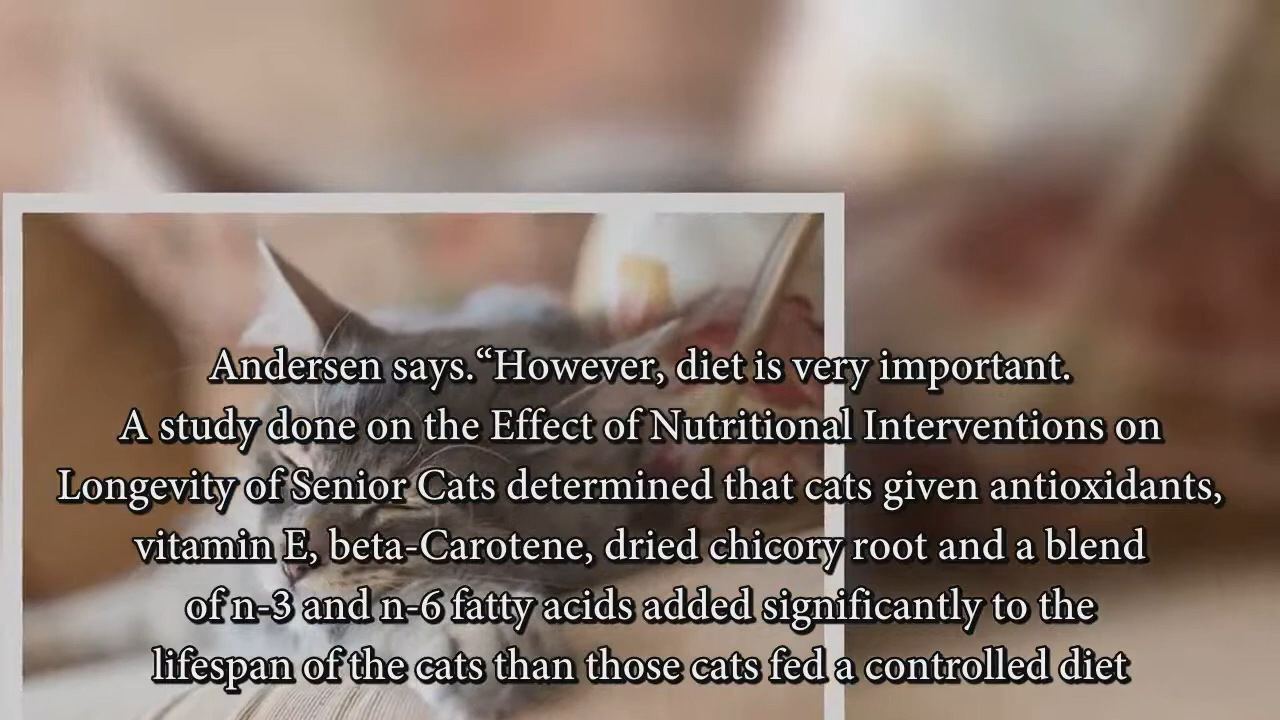 Andersen says.“However, diet is very important.
A study done on the Effect of Nutritional Interventions on
Longevity of Senior Cats determined that cats given antioxidants,
vitamin E, beta-Carotene, dried chicory root and a blend
of n-3 and n-6 fatty acids added significantly to the
lifespan of the cats than those cats fed a controlled diet